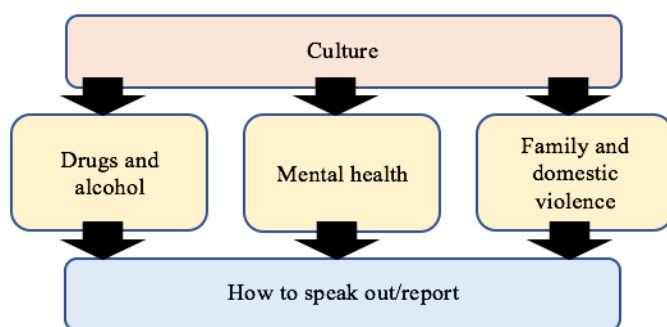 Culture
Drugs and
alcohol
Mental health
Family and
domestic
violence
How to speak out/report